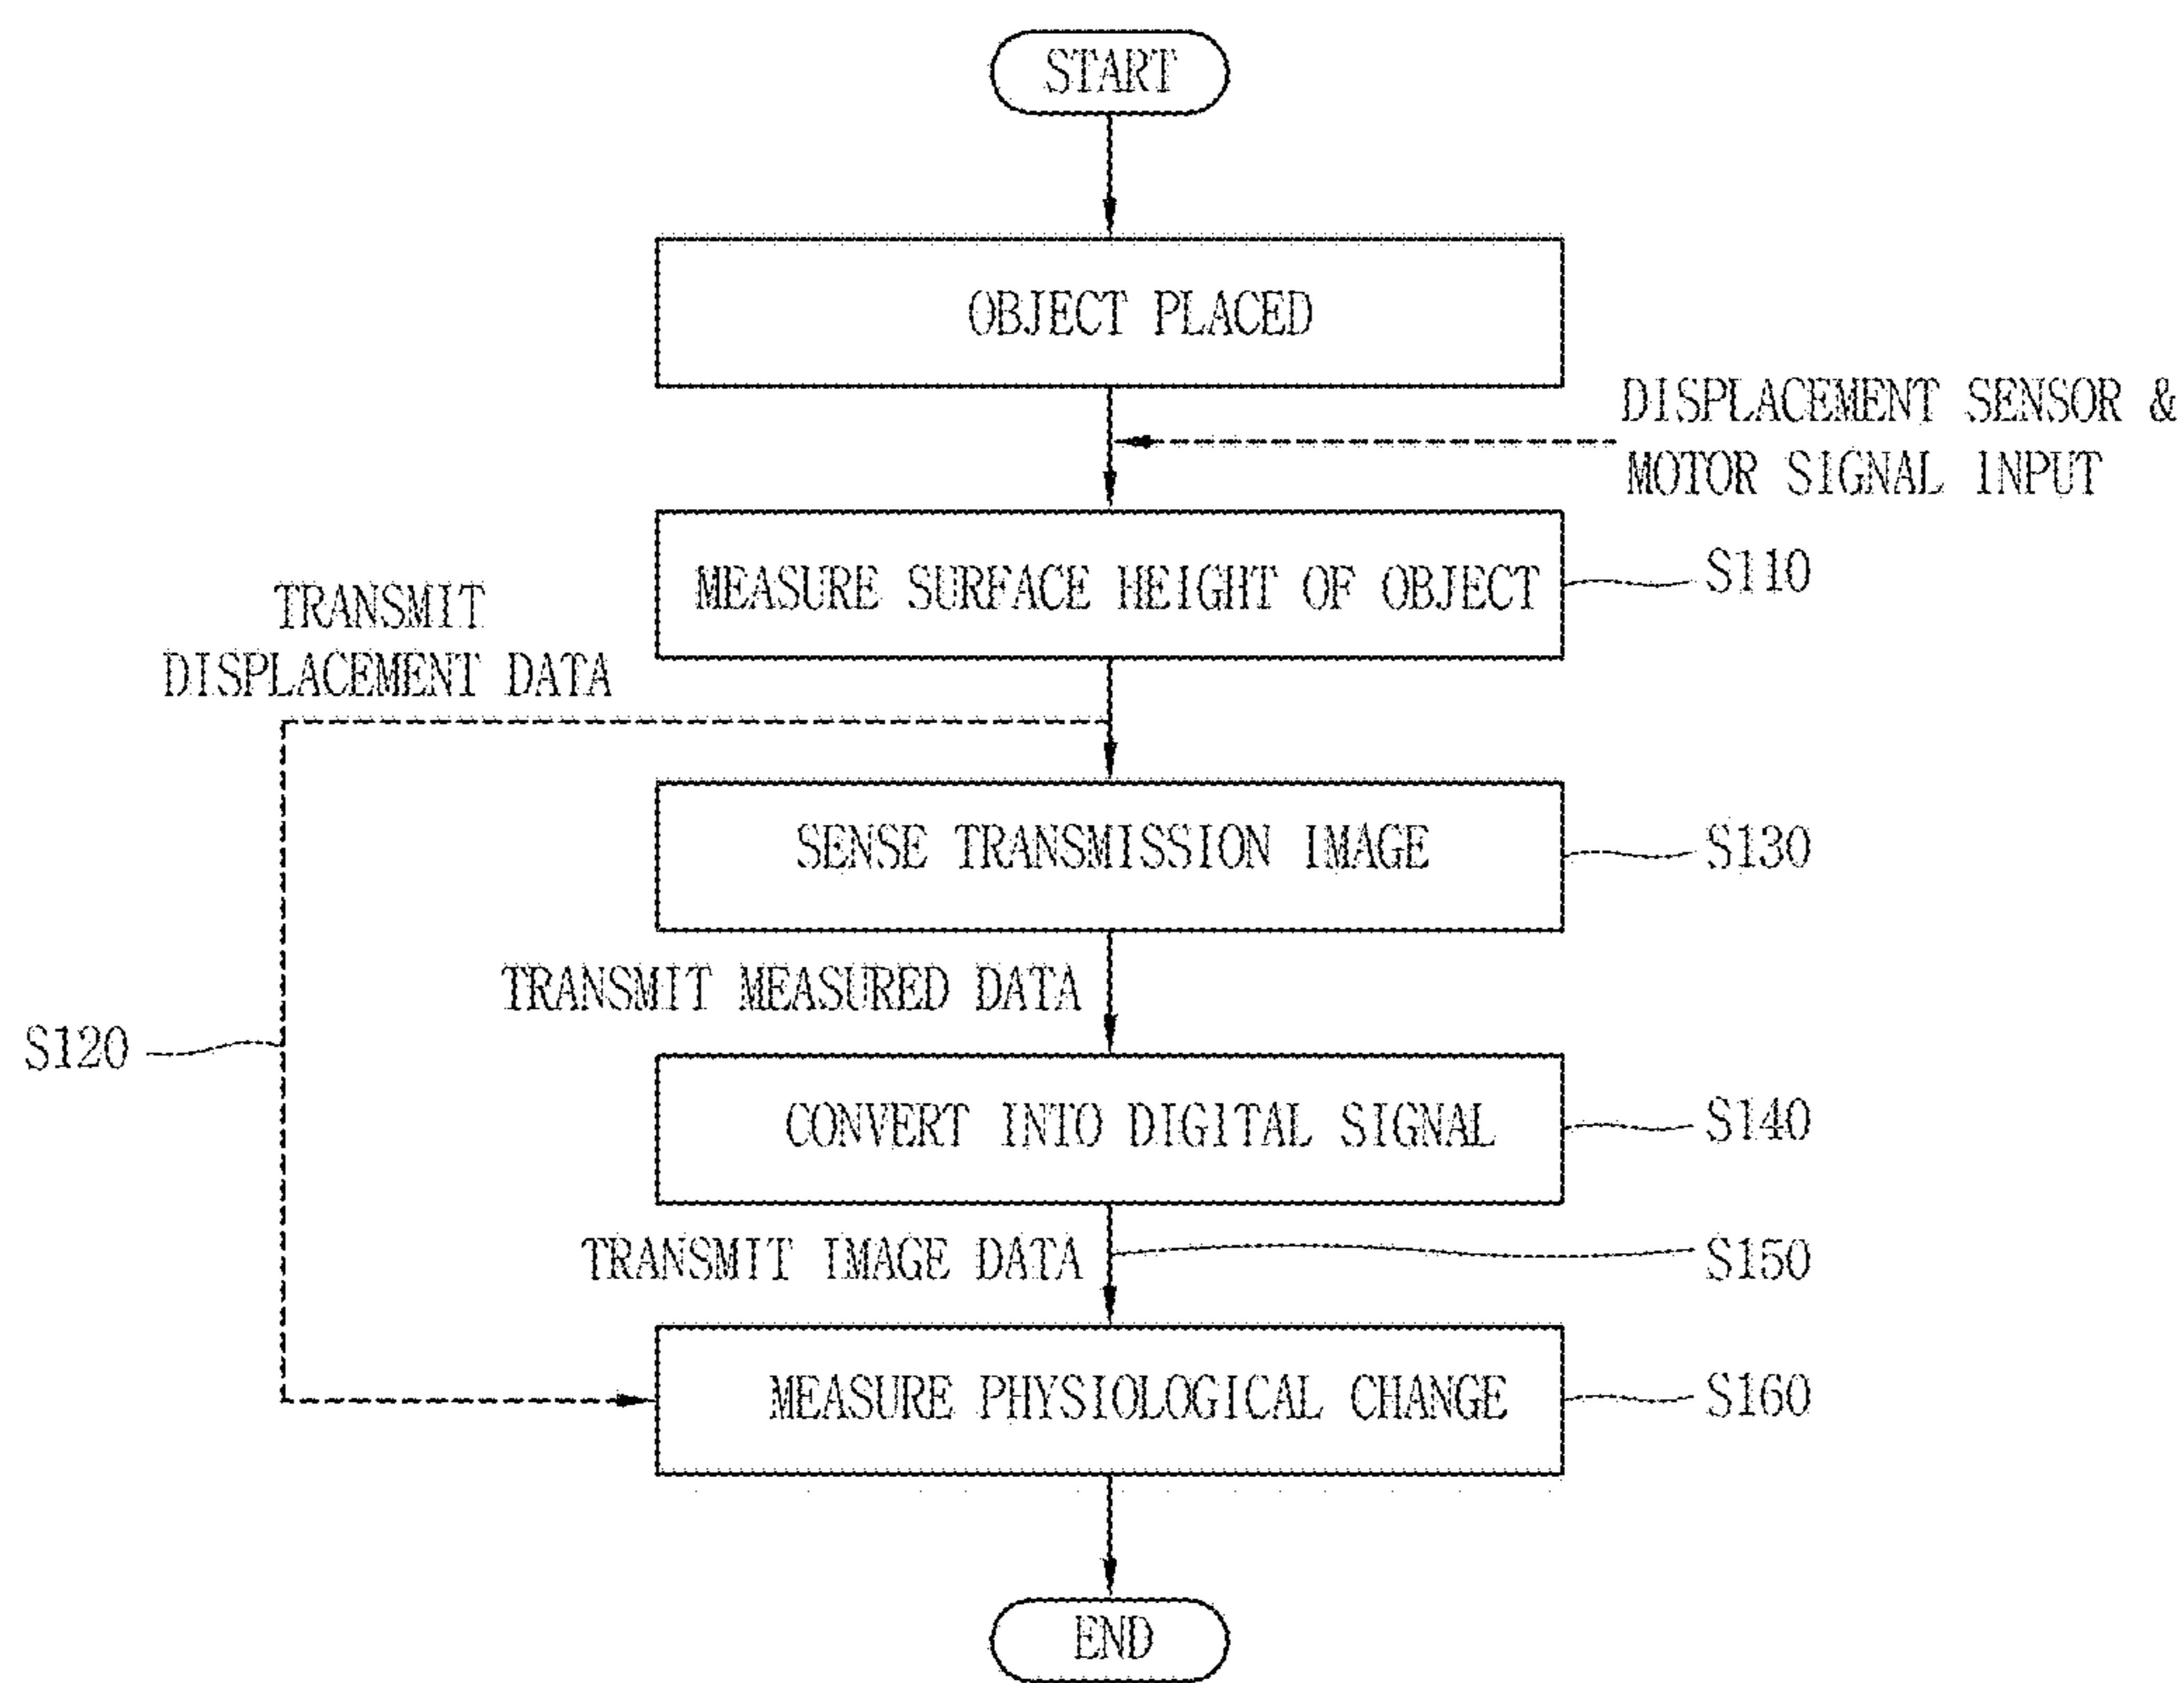 START
OBJECT PLACED
DISPLACEMENT SENSOR &
MOTOR SIGNAL INPUT
MEASURE SURFACE HEIGHT OF OBJECT
S110
TRANSMIT
DISPLACEMENT DATA
SENSE TRANSMISSION IMAGE
S130
TRANSMIT MEASURED DATA
S120
CONVERT INTO DIGITAL SIGNAL
S140
TRANSMIT IMAGE DATA
S150
MEASURE PHYSIOLOGICAL CHANGE
S160
END